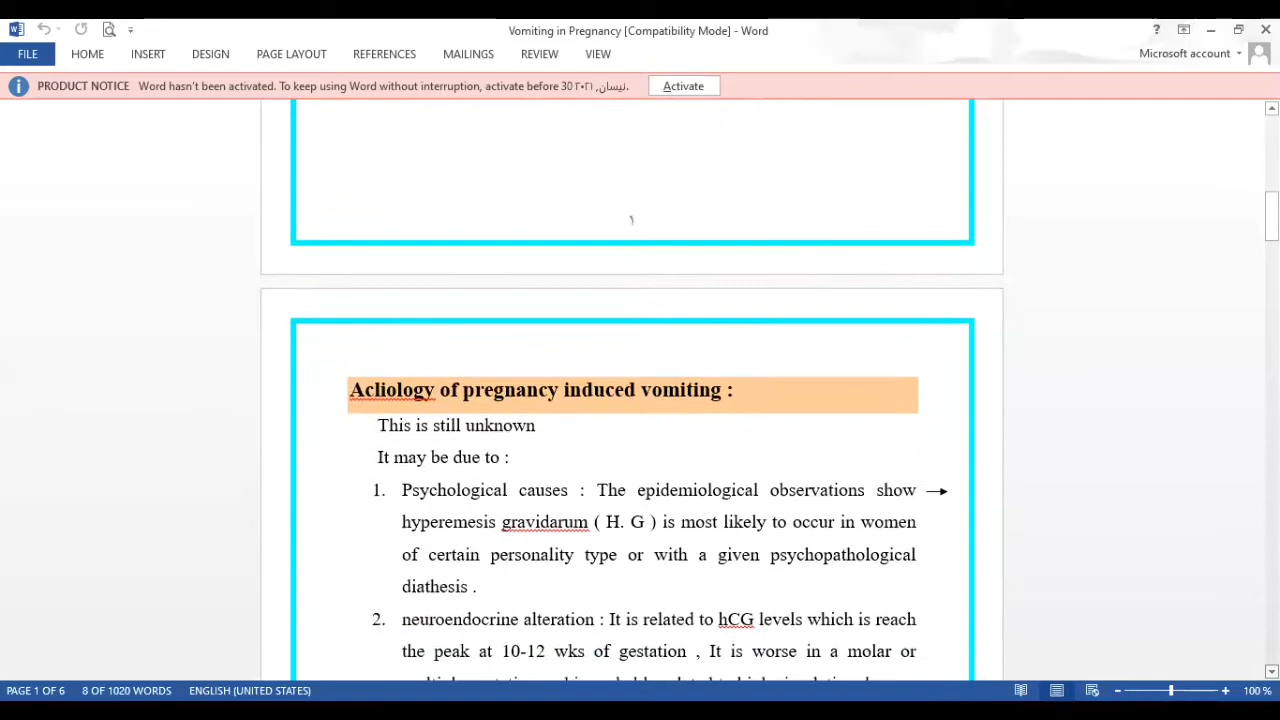 Vomiting in Pregnancy [Compatibility Mode] - Word
FILE HOME INSERT DESIGN PAGE LAYOUT REFERENCES MAILINGS REVIEW VIEW
Microsoft account
PRODUCT NOTICE Word hasn't been activated. To keep using Word without interruption, activate before 30 نيسان, ٢٠٢١.
Activate
١
Acliology of pregnancy induced vomiting :
This is still unknown
It may be due to :
1. Psychological causes : The epidemiological observations show →
hyperemesis gravidarum ( H. G ) is most likely to occur in women
of certain personality type or with a given psychopathological
diathesis .
2. neuroendocrine alteration : It is related to hCG levels which is reach
the peak at 10-12 wks of gestation , It is worse in a molar or
PAGE 1 OF 6 8 OF 1020 WORDS ENGLISH (UNITED STATES)
100 %